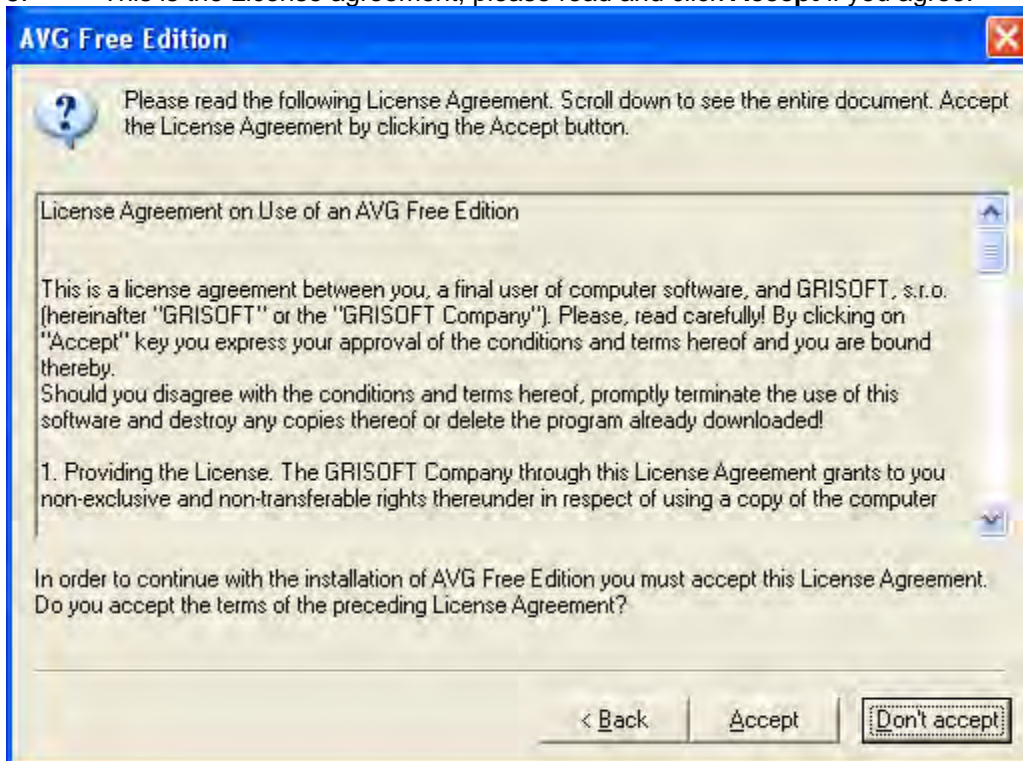 This is the License agreement, please read and click Accept if you agree.
AVG Free Edition
Please read the following License Agreement. Scroll down to see the entire document. Accept
the License Agreement by clicking the Accept button.
License Agreement on Use of an AVG Free Edition
This is a license agreement between you, a final user of computer software, and GRISOFT, s.r.o.
(hereinafter "GRISOFT" or the "GRISOFT Company"). Please, read carefully! By clicking on
"Accept" key you express your approval of the conditions and terms hereof and you are bound
thereby.
Should you disagree with the conditions and terms hereof, promptly terminate the use of this
software and destroy any copies thereof or delete the program already downloaded!
1. Providing the License. The GRISOFT Company through this License Agreement grants to you
non-exclusive and non-transferable rights thereunder in respect of using a copy of the computer
In order to continue with the installation of AVG Free Edition you must accept this License Agreement.
Do you accept the terms of the preceding License Agreement?
< Back Accept Don't accept